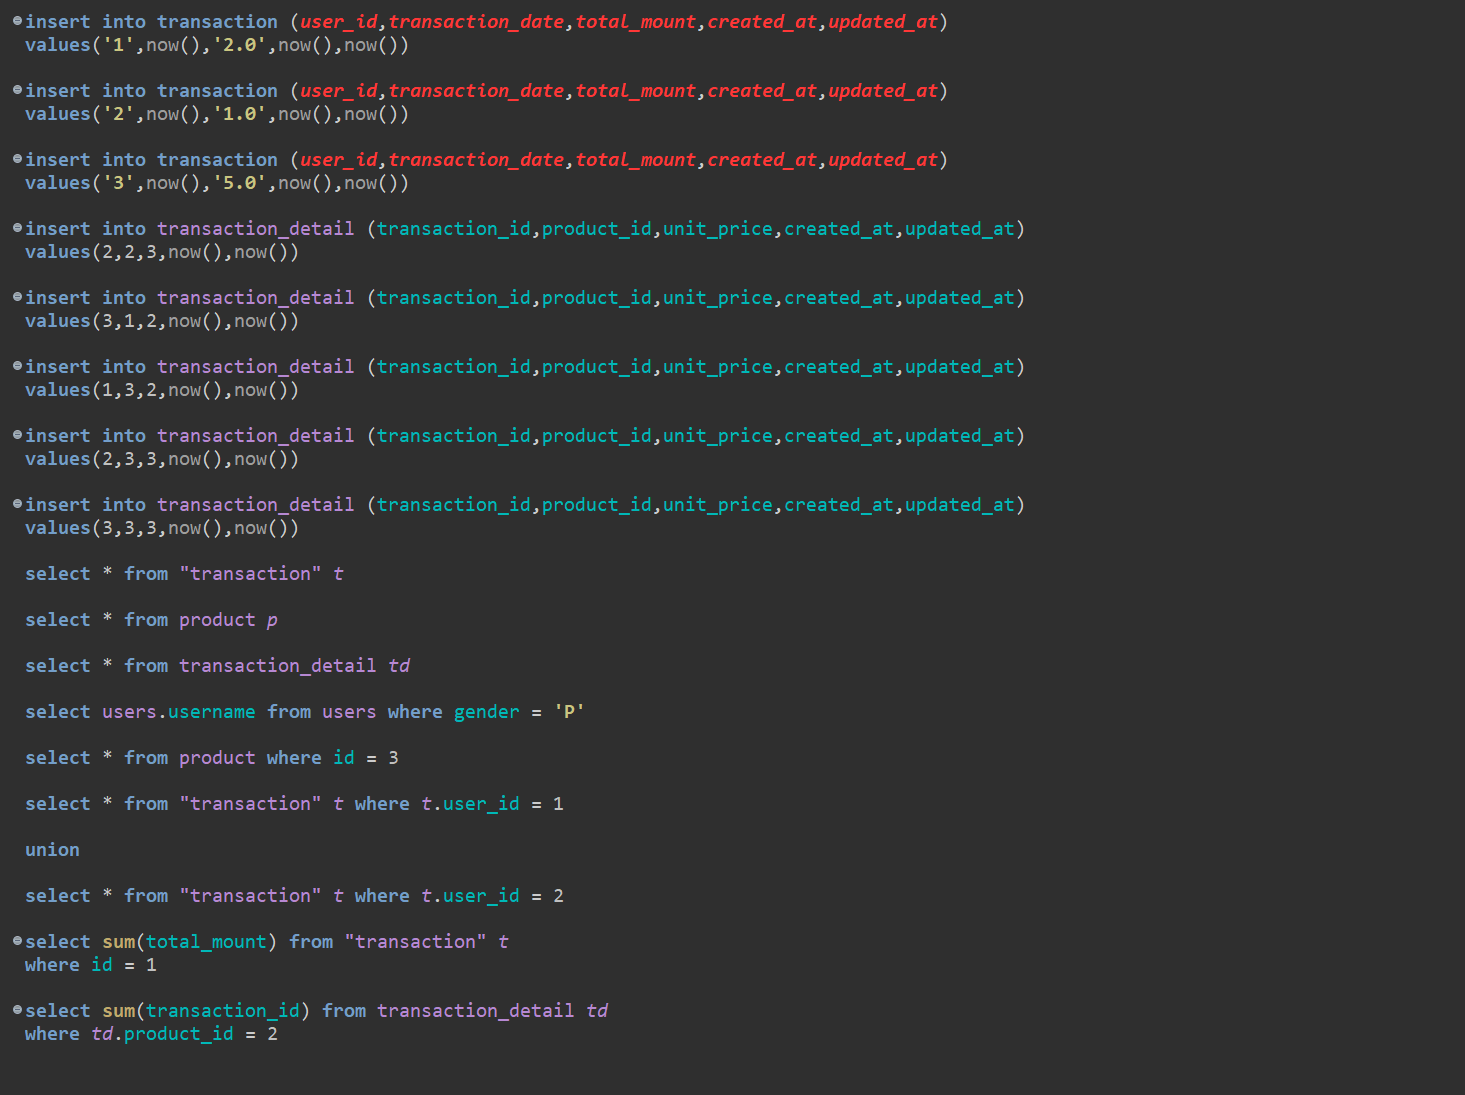 insert into transaction (user_id,transaction_date,total_mount,created_at,updated_at)
values('1',now(),'2.0',now(),now())
insert into transaction (user_id,transaction_date,total_mount,created_at,updated_at)
values('2',now(),'1.0',now(),now())
insert into transaction (user_id,transaction_date,total_mount,created_at,updated_at)
values('3',now(),'5.0',now(),now())
insert into transaction_detail (transaction_id,product_id,unit_price,created_at,updated_at)
values(2,2,3,now(),now())
insert into transaction_detail (transaction_id,product_id,unit_price,created_at,updated_at)
values(3,1,2,now(),now())
insert into transaction_detail (transaction_id,product_id,unit_price,created_at,updated_at)
values(1,3,2,now(),now())
insert into transaction_detail (transaction_id,product_id,unit_price,created_at,updated_at)
values(2,3,3,now(),now())
insert into transaction_detail (transaction_id,product_id,unit_price,created_at,updated_at)
values(3,3,3,now(),now())
select * from "transaction" t
select * from product p
select * from transaction_detail td
select users.username from users where gender = 'P'
select * from product where id = 3
select * from "transaction" t where t.user_id = 1
union
select * from "transaction" t where t.user_id = 2
select sum(total_mount) from "transaction" t
where id = 1
select sum(transaction_id) from transaction_detail td
where td.product_id = 2